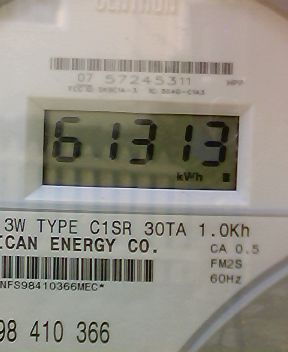 CENTRON
07 57245311
61313
kWh
3W TYPE C1SR 30TA 1.0Kh
ICAN ENERGY CO.
CA 0.5
FM2S
60Hz
NFS98410366MEC*
98 410 366